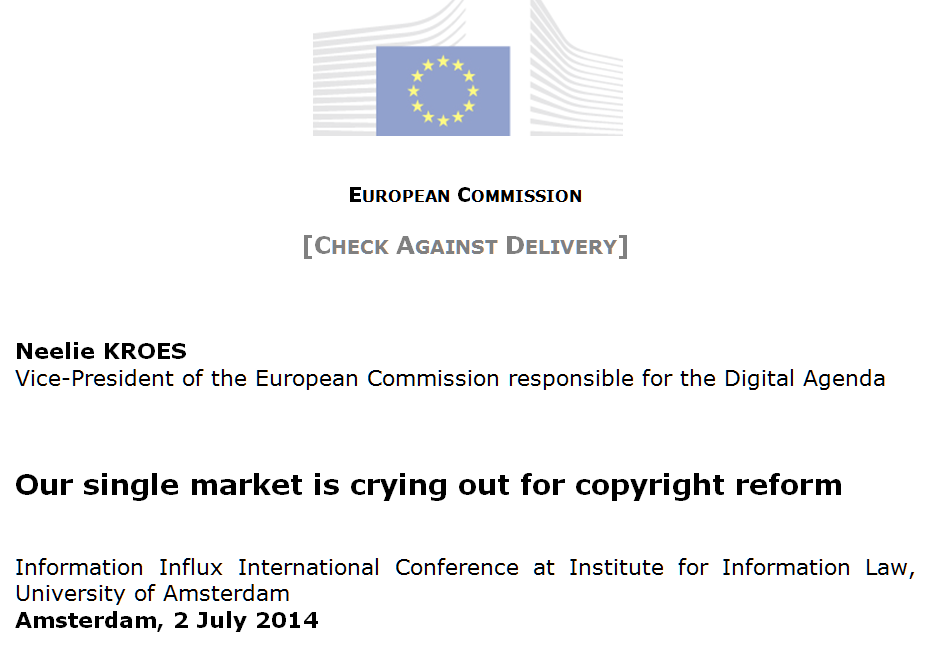 EUROPEAN COMMISSION
[CHECK AGAINST DELIVERY]
Neelie KROES
Vice-President of the European Commission responsible for the Digital Agenda
Our single market is crying out for copyright reform
Information Influx International Conference at Institute for Information Law,
University of Amsterdam
Amsterdam, 2 July 2014